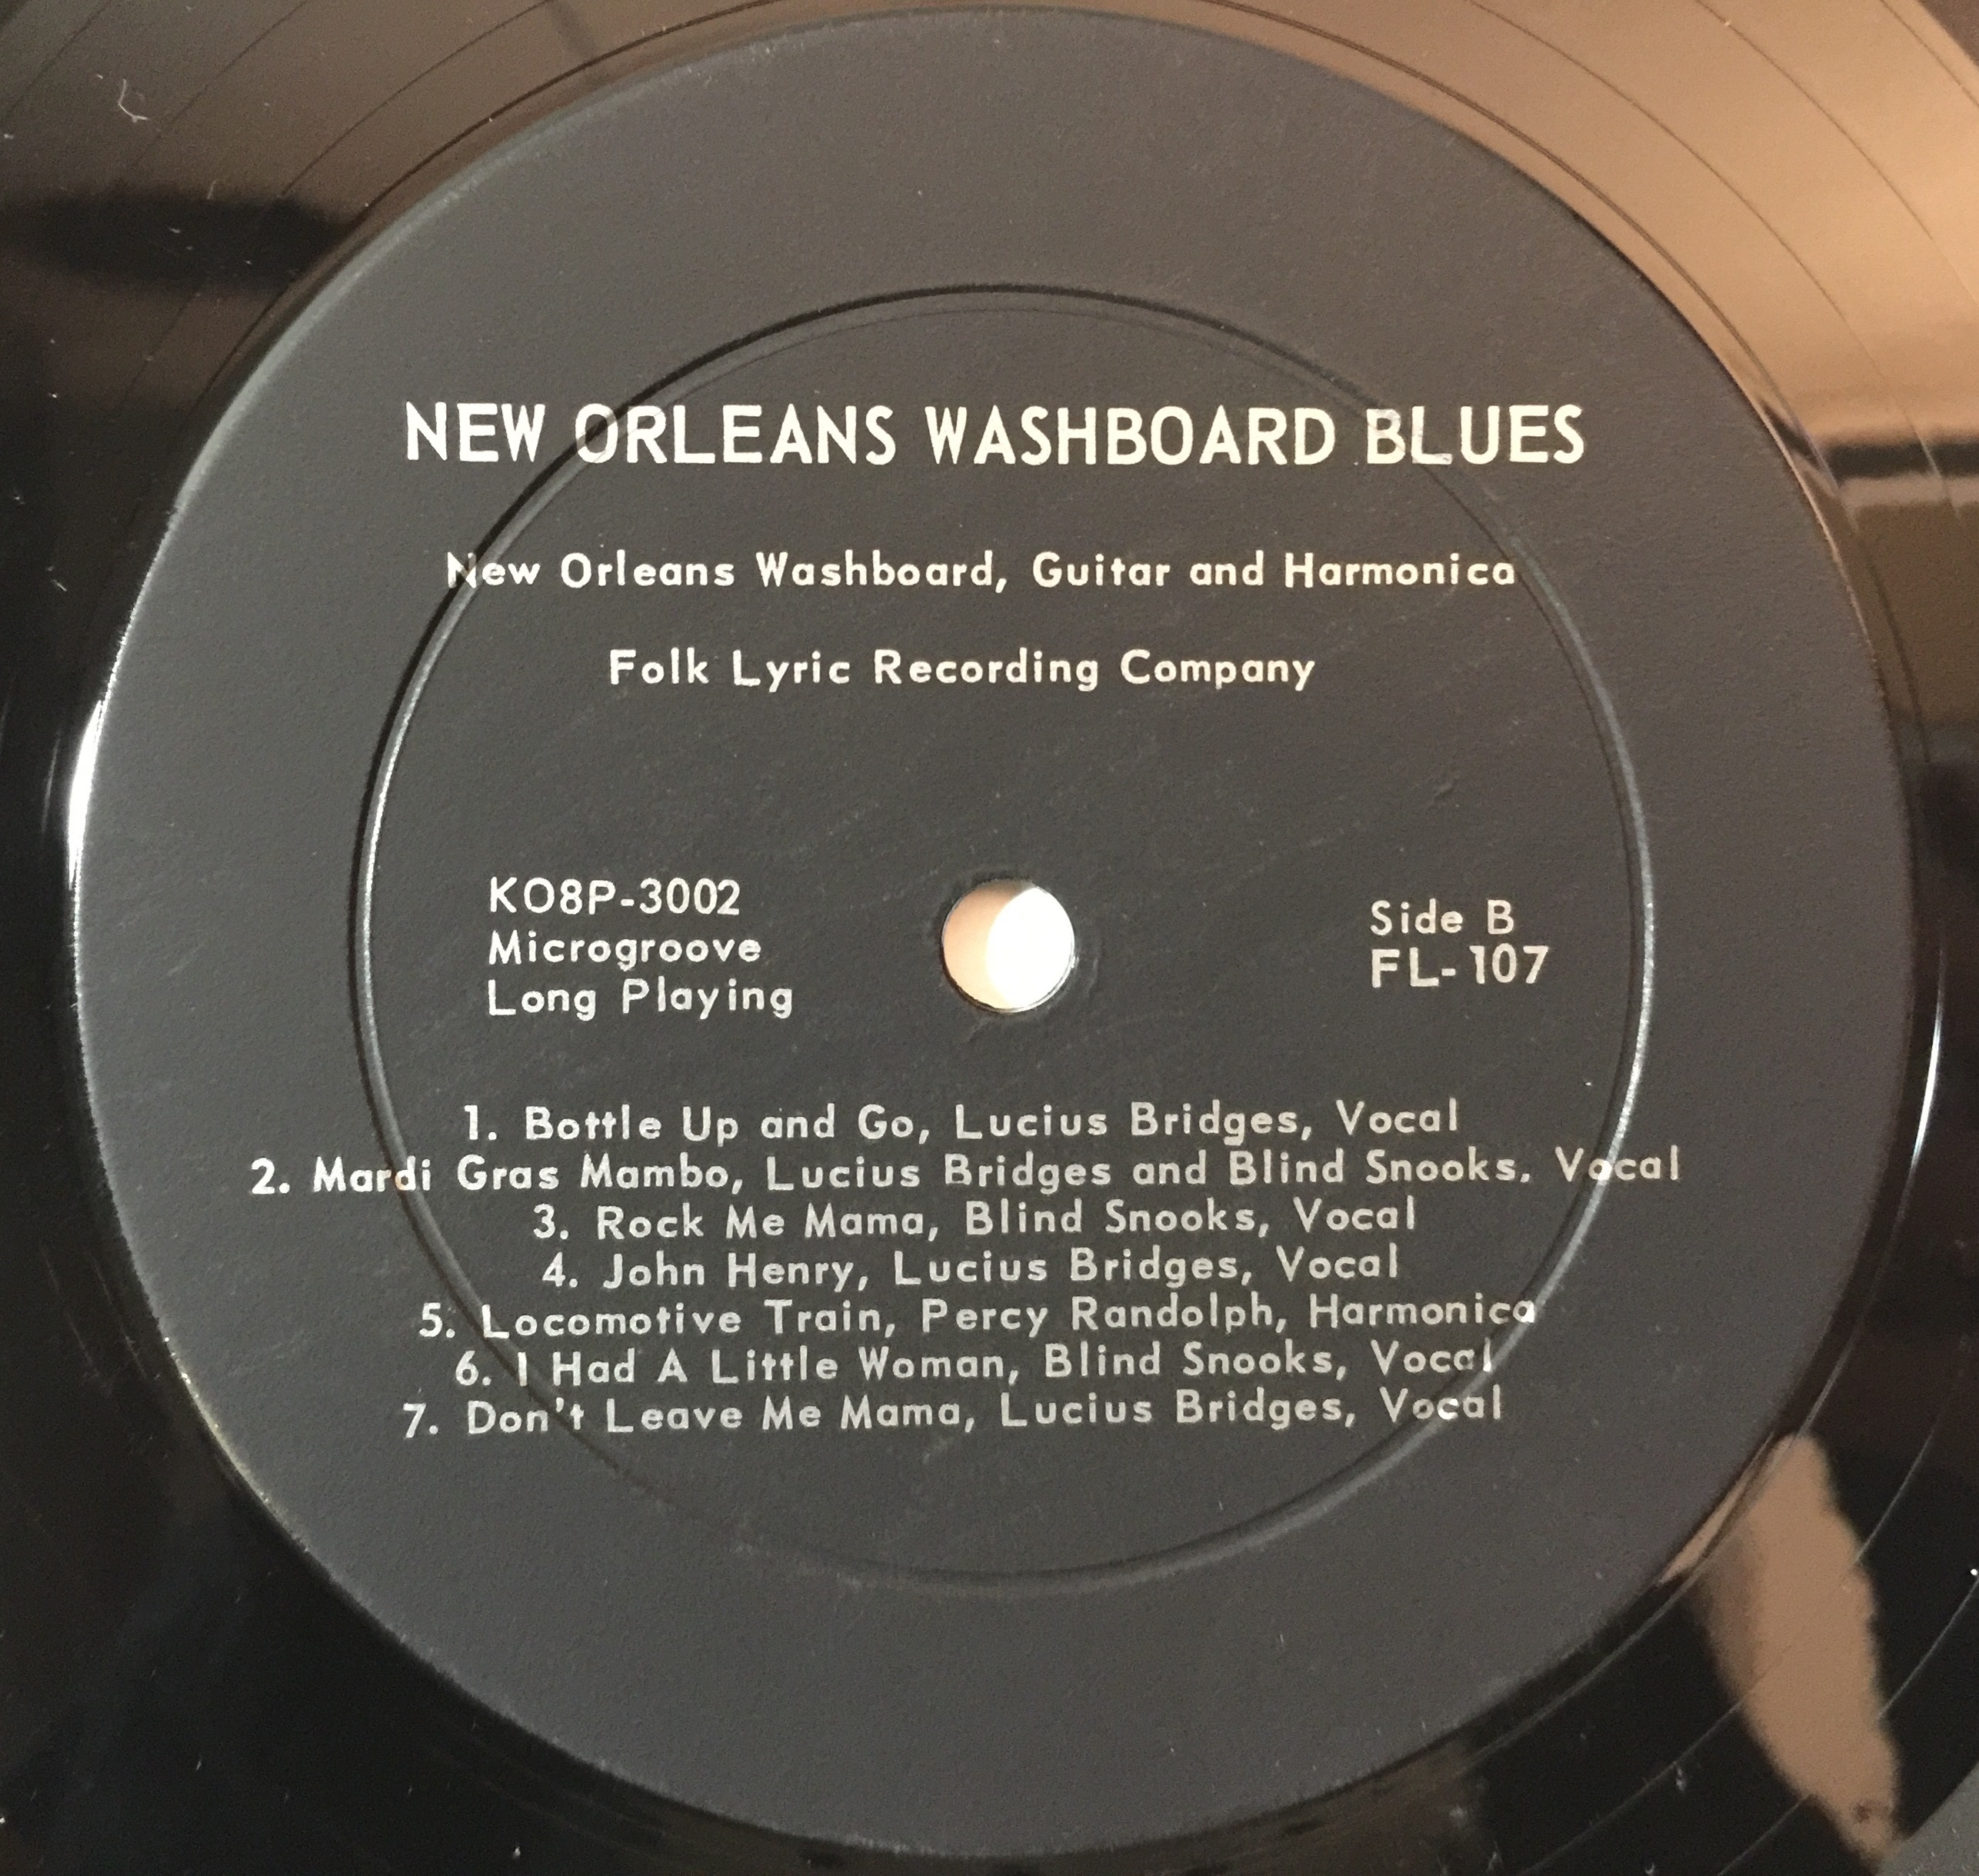 NEW ORLEANS WASHBOARD BLUES
New Orleans Washboard, Guitar and Harmonica
Folk Lyric Recording Company
KO8P-3002
Microgroove
Long Playing
Side B
FL-107
1. Bottle Up and Go, Lucius Bridges, Vocal
2. Mardi Gras Mambo, Lucius Bridges and Blind Snooks. Vocal
3. Rock Me Mama, Blind Snooks, Vocal
4. John Henry, Lucius Bridges, Vocal
5. Locomotive Train, Percy Randolph, Harmonica
6. I Had A Little Woman, Blind Snooks, Vocal
7. Don't Leave Me Mama, Lucius Bridges, Vocal